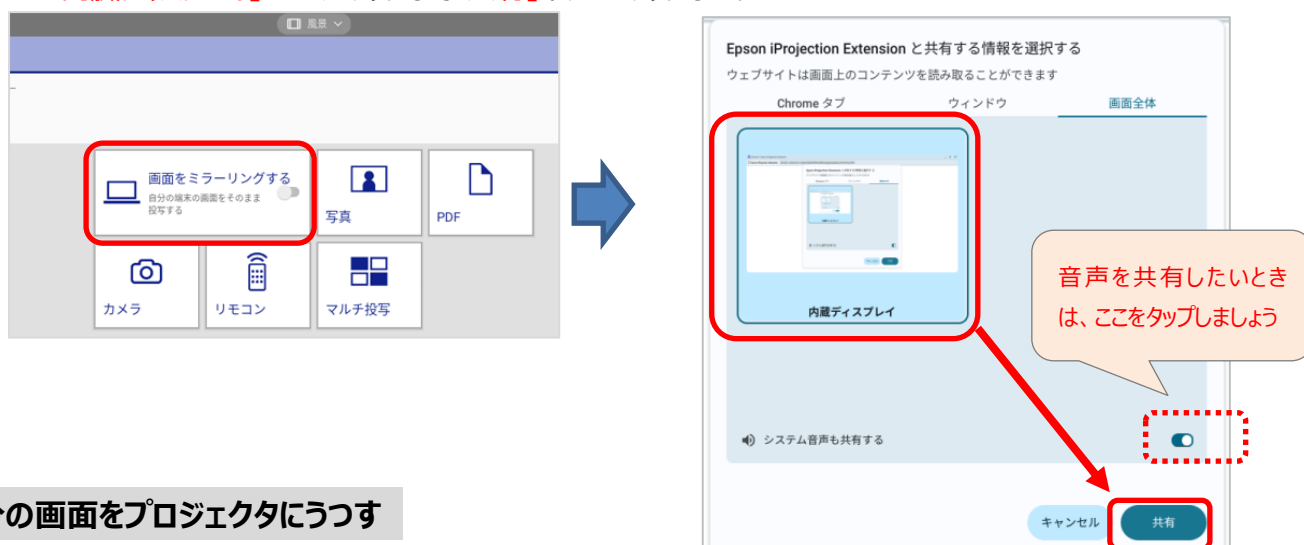 風景
画面をミラーリングする
自分の端末の画面をそのまま
投写する
写真
PDF
カメラ
リモコン
マルチ投写
Epson iProjection Extension と共有する情報を選択する
ウェブサイトは画面上のコンテンツを読み取ることができます
Chrome タブ
ウィンドウ
画面全体
内蔵ディスプレイ
音声を共有したいとき
は、ここをタップしましょう
システム音声も共有する
キャンセル
共有
の画面をプロジェクタにうつす